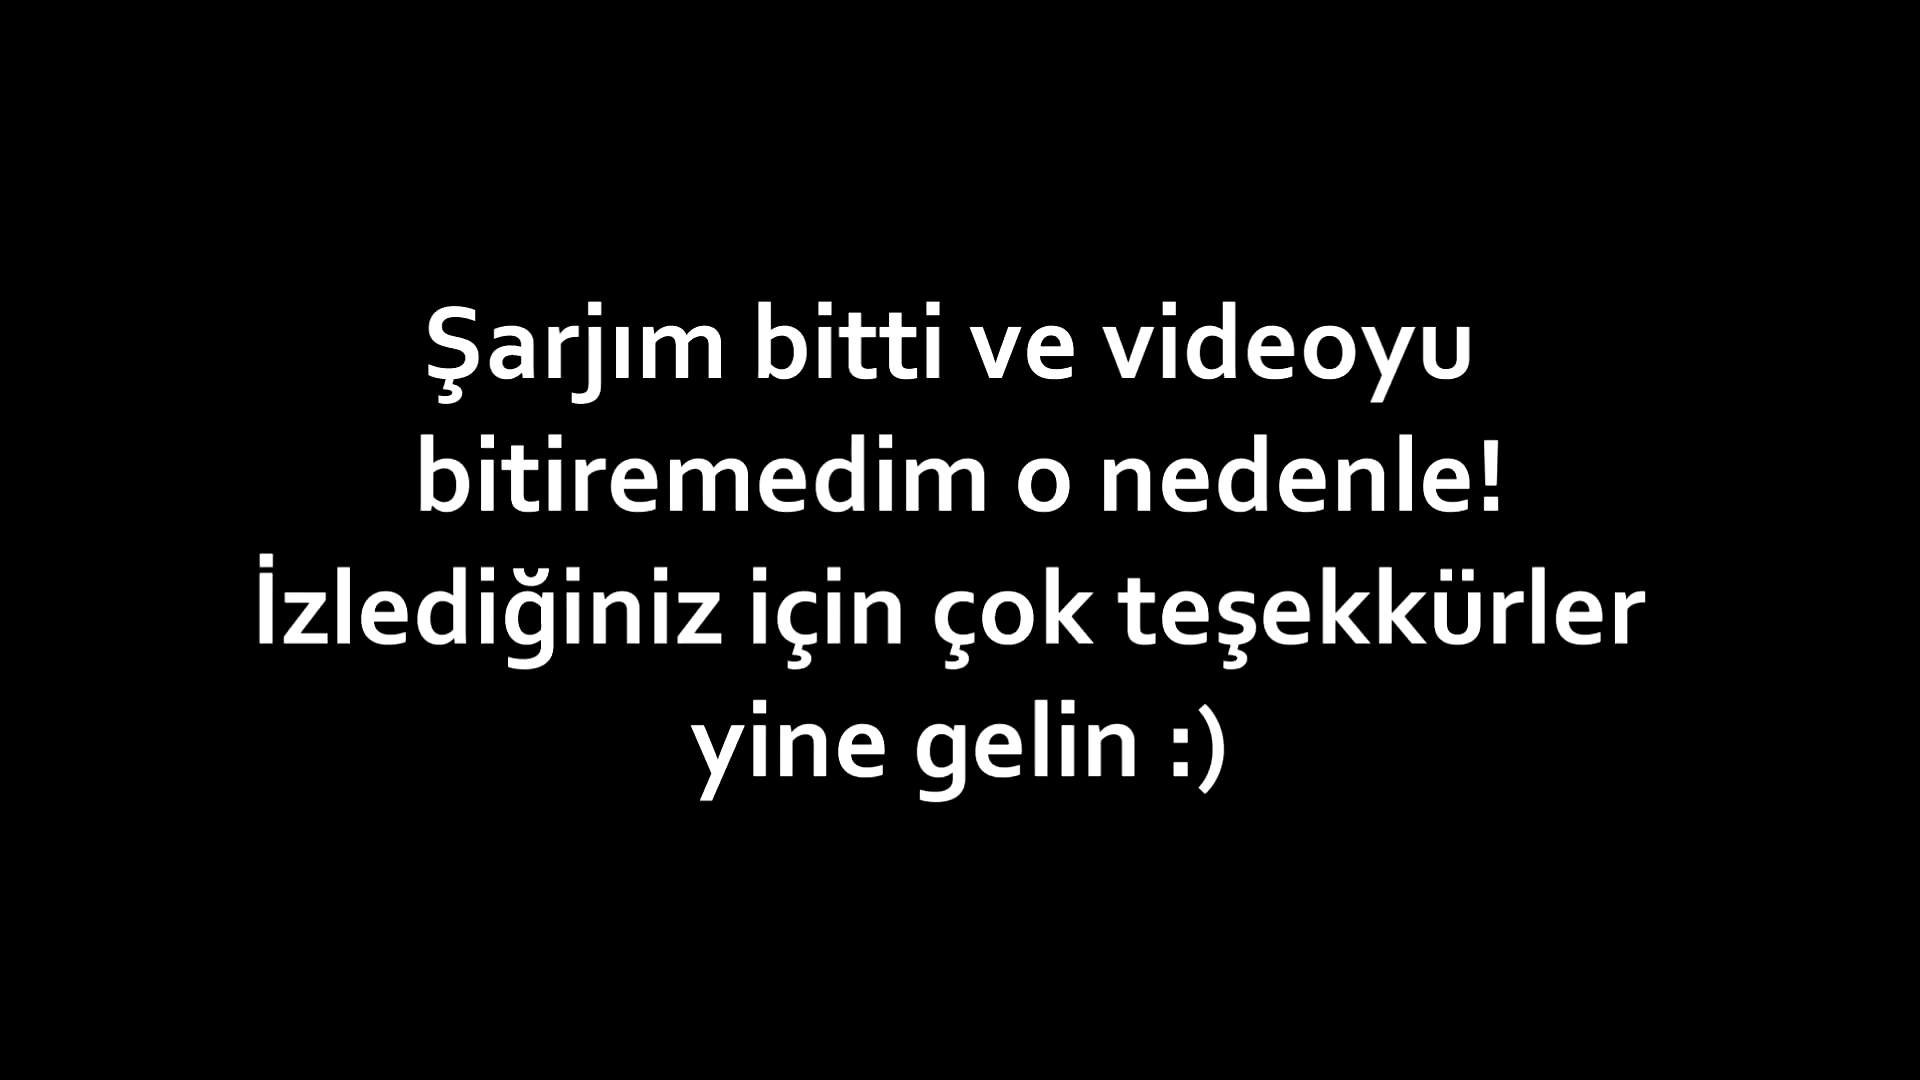 Şarjım bitti ve videoyu
bitiremedim o nedenle!
İzlediğiniz için çok teşekkürler
yine gelin :)